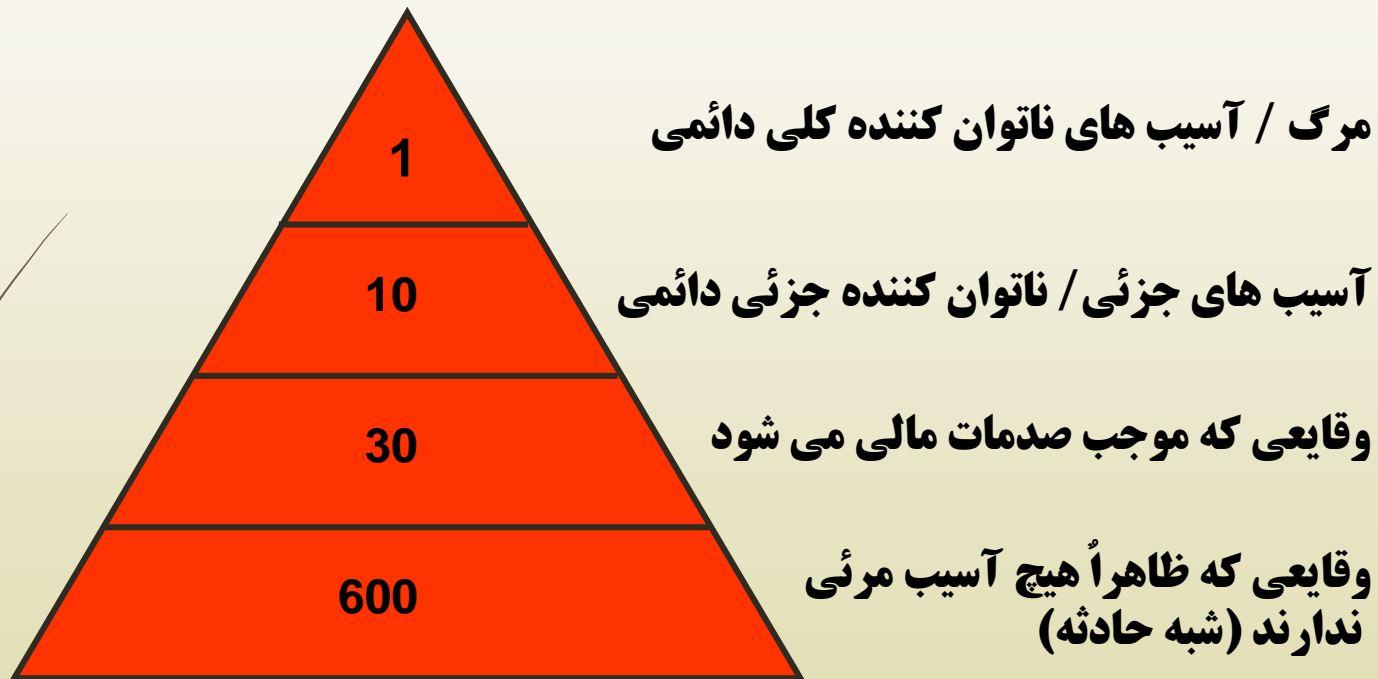 1
مرگ / آسیب های ناتوان کننده کلی دائمی
10
آسیب های جزئی/ ناتوان کننده جزئی دائمی
30
وقایعی که موجب صدمات مالی می شود
600
وقایعی که ظاهراٌ هیچ آسیب مرئی
ندارند (شبه حادثه)